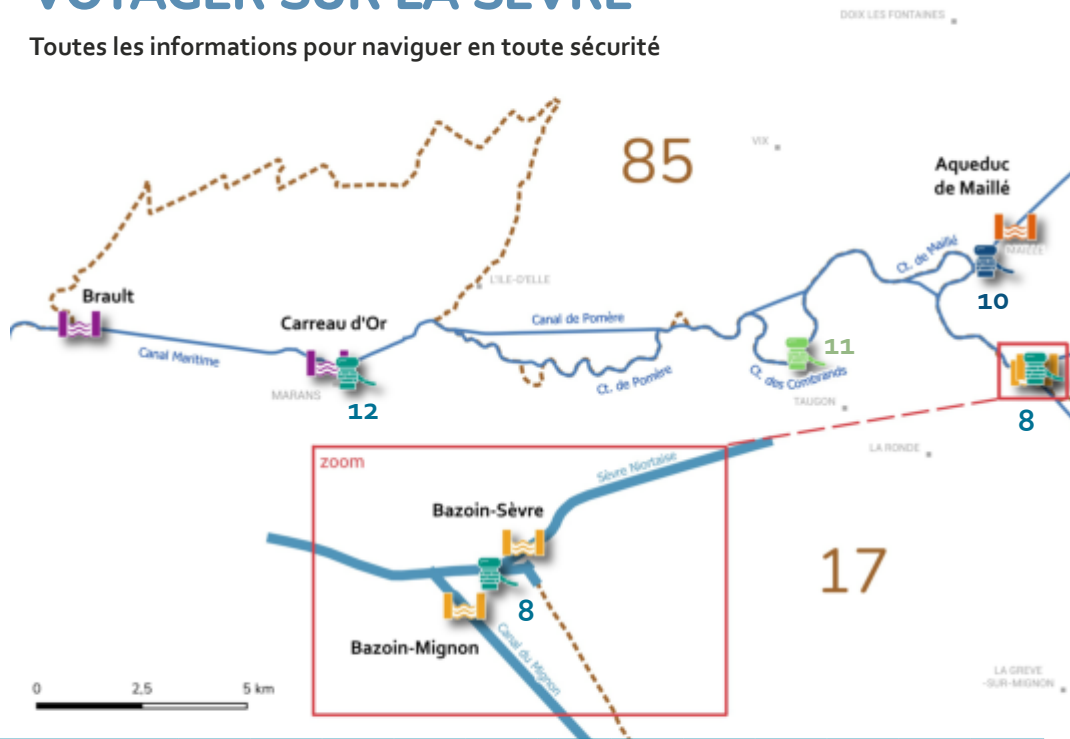 VOYAGER SUR LA SÈVRE
DOIX LES FONTAINES
Toutes les informations pour naviguer en toute sécurité
85
VIX
Aqueduc
de Maillé
MAILLÉ
Ct. de Maillé
10
L'ILE-D'ELLE
Brault
Carreau d'Or
Canal de Pomère
Canal Maritime
11
Ct. de Pomère
Ct. des Combrands
MARANS
12
TAUGON
8
LA RONDE
zoom
Sèvre Niortaise
Bazoin-Sèvre
17
8
Bazoin-Mignon
Canal du Mignon
LA GREVE
-SUR-MIGNON
0 2,5 5 km